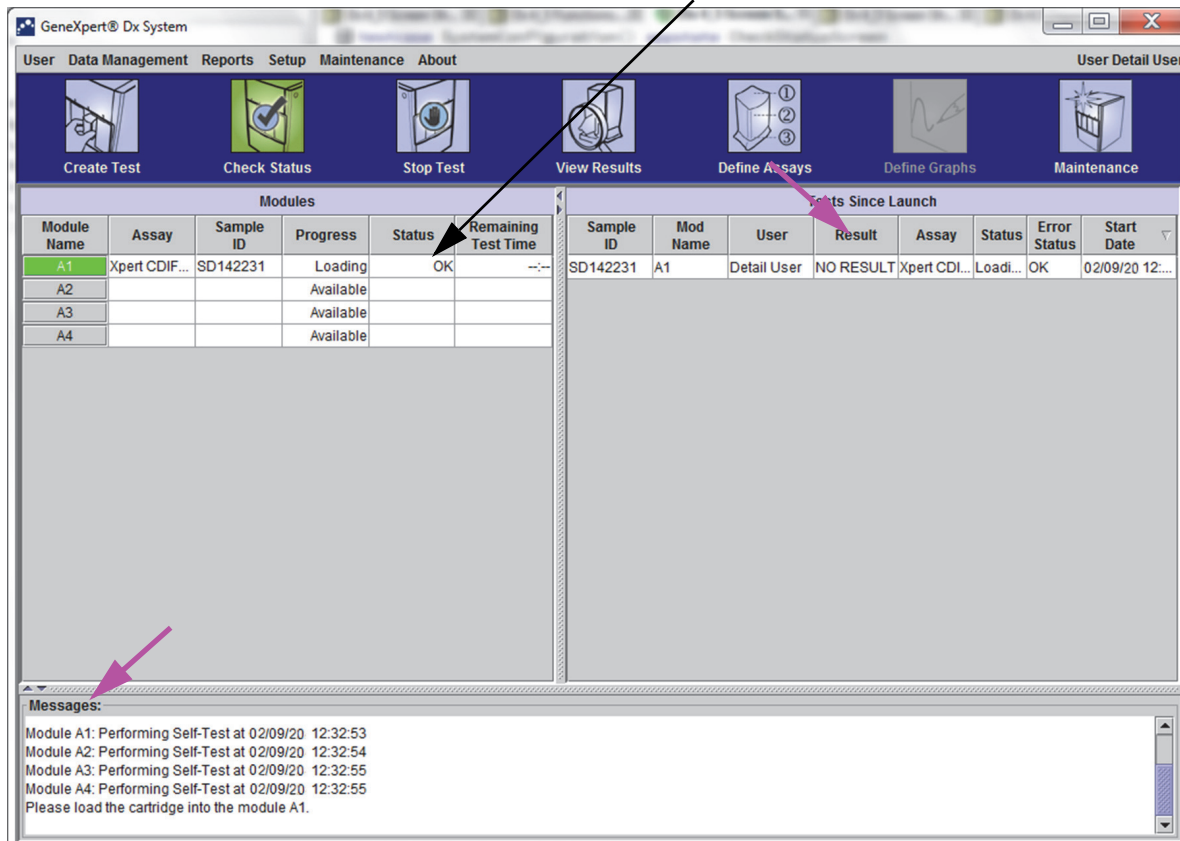 GeneXpert® Dx System
User Data Management Reports Setup Maintenance About User Detail User
Create Test Check Status Stop Test View Results Define Assays Define Graphs Maintenance
①
②
③
Modules
Module Name Assay Sample ID Progress Status Remaining Test Time
A1 Xpert CDIF... SD142231 Loading OK --:--
A2 Available
A3 Available
A4 Available
Tests Since Launch
Sample ID Mod Name User Result Assay Status Error Status Start Date
SD142231 A1 Detail User NO RESULT Xpert CDI... Loadi... OK 02/09/20 12:...
Messages:
Module A1: Performing Self-Test at 02/09/20 12:32:53
Module A2: Performing Self-Test at 02/09/20 12:32:54
Module A3: Performing Self-Test at 02/09/20 12:32:55
Module A4: Performing Self-Test at 02/09/20 12:32:55
Please load the cartridge into the module A1.